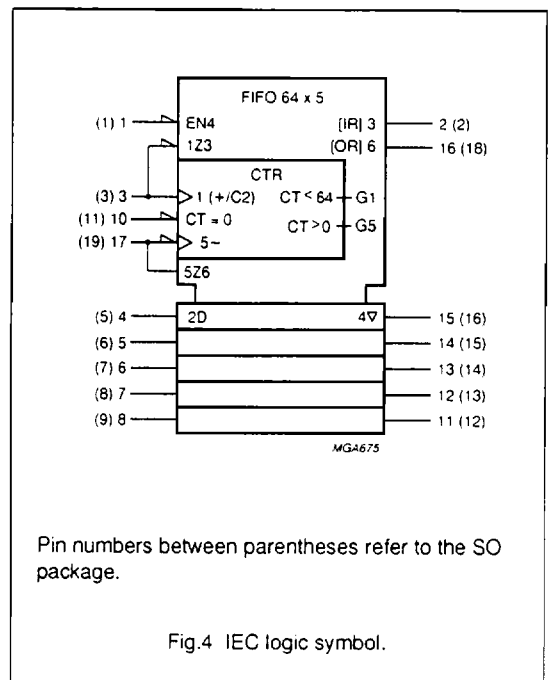 FIFO 64 x 5
(1) 1 EN4 [IR] 3 2 (2)
1Z3 [OR] 6 16 (18)
CTR
(3) 3 1 (+/C2) CT < 64 G1
(11) 10 CT = 0 CT > 0 G5
(19) 17 5−
5Z6
(5) 4 2D 4▽ 15 (16)
(6) 5 14 (15)
(7) 6 13 (14)
(8) 7 12 (13)
(9) 8 11 (12)
MGA675
Pin numbers between parentheses refer to the SO
package.
Fig.4 IEC logic symbol.